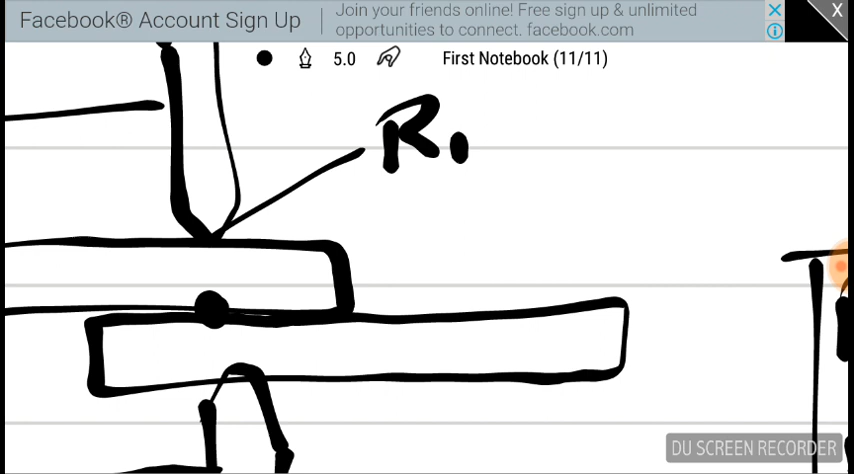 Facebook® Account Sign Up
Join your friends online! Free sign up & unlimited
opportunities to connect. facebook.com
X
5.0
First Notebook (11/11)
R.
DU SCREEN RECORDER